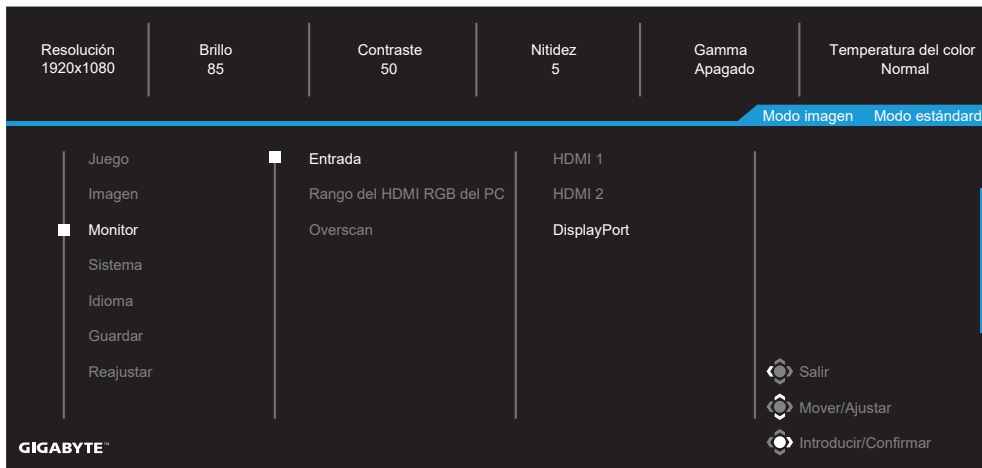 Resolución Brillo Contraste Nitidez Gamma Temperatura del color
1920x1080 85 50 5 Apagado Normal
Modo imagen Modo estándard
Juego Entrada HDMI 1
Imagen Rango del HDMI RGB del PC HDMI 2
Monitor Overscan DisplayPort
Sistema
Idioma
Guardar
Reajustar
Salir
Mover/Ajustar
Introducir/Confirmar
GIGABYTE™